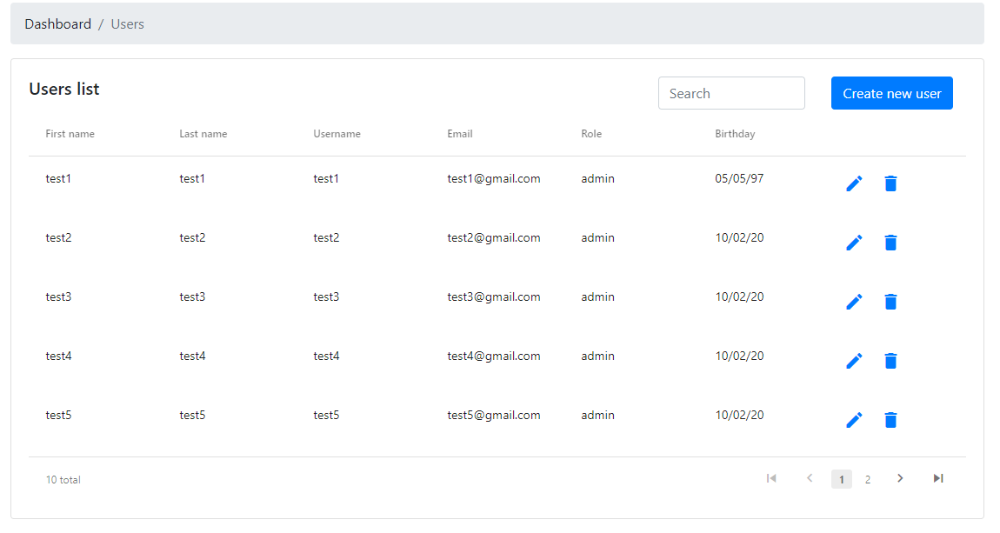 Dashboard / Users
Users list
Search
Create new user
First name Last name Username Email Role Birthday
test1 test1 test1 test1@gmail.com admin 05/05/97
test2 test2 test2 test2@gmail.com admin 10/02/20
test3 test3 test3 test3@gmail.com admin 10/02/20
test4 test4 test4 test4@gmail.com admin 10/02/20
test5 test5 test5 test5@gmail.com admin 10/02/20
10 total 1 2